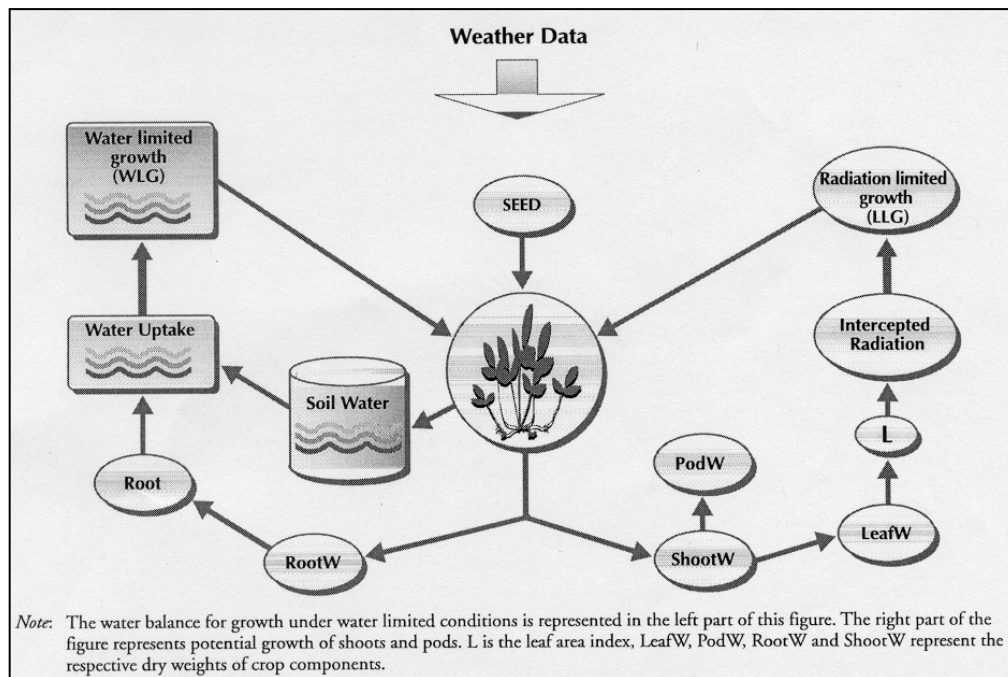 Weather Data
Water limited
growth
(WLG)
SEED
Radiation limited
growth
(LLG)
Water Uptake
Soil Water
Intercepted
Radiation
L
Root
PodW
LeafW
RootW
ShootW
Note: The water balance for growth under water limited conditions is represented in the left part of this figure. The right part of the
figure represents potential growth of shoots and pods. L is the leaf area index, LeafW, PodW, RootW and ShootW represent the
respective dry weights of crop components.